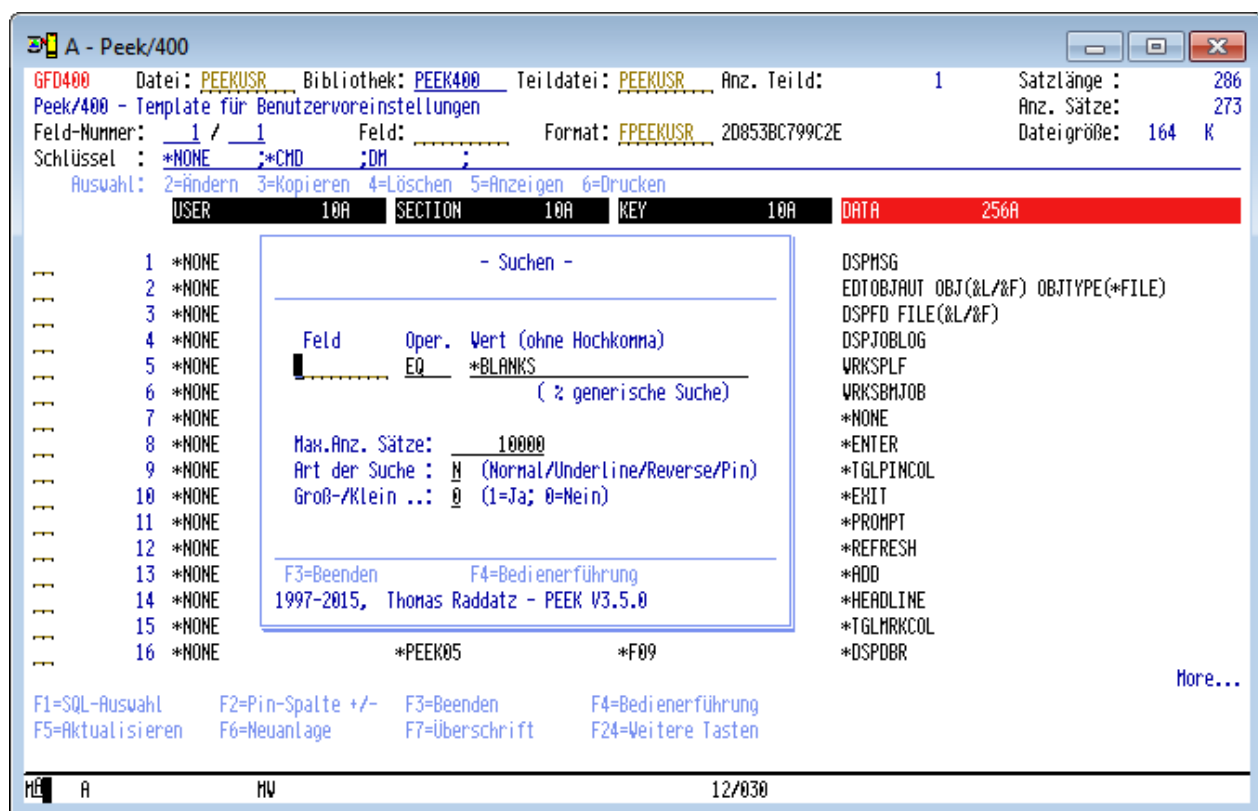 A - Peek/400
GFD400 Datei: PEEKUSR Bibliothek: PEEK400 Teildatei: PEEKUSR Anz. Teild: 1 Satzlänge : 286
Peek/400 - Template für Benutzervoreinstellungen Anz. Sätze: 273
Feld-Nummer: 1 / 1 Feld: Format: FPEEKUSR 2D853BC799C2E Dateigröße: 164 K
Schlüssel : *NONE ;*CMD ;DM ;
Auswahl: 2=Ändern 3=Kopieren 4=Löschen 5=Anzeigen 6=Drucken
USER 10A SECTION 10A KEY 10A DATA 256A
1 *NONE - Suchen - DSPMSG
2 *NONE EDTOBJAUT OBJ(&L/&F) OBJTYPE(*FILE)
3 *NONE DSPFD FILE(&L/&F)
4 *NONE Feld Oper. Wert (ohne Hochkomma) DSPJOBLOG
5 *NONE EQ *BLANKS WRKSPLF
6 *NONE ( % generische Suche) WRKSBMJOB
7 *NONE *NONE
8 *NONE Max.Anz. Sätze: 10000 *ENTER
9 *NONE Art der Suche : N (Normal/Underline/Reverse/Pin) *TGLPINCOL
10 *NONE Groß-/Klein ..: 0 (1=Ja; 0=Nein) *EXIT
11 *NONE *PROMPT
12 *NONE *REFRESH
13 *NONE F3=Beenden F4=Bedienerführung *ADD
14 *NONE 1997-2015, Thomas Raddatz - PEEK V3.5.0 *HEADLINE
15 *NONE *TGLMRKCOL
16 *NONE *PEEK05 *F09 *DSPDBR
More...
F1=SQL-Auswahl F2=Pin-Spalte +/- F3=Beenden F4=Bedienerführung
F5=Aktualisieren F6=Neuanlage F7=Überschrift F24=Weitere Tasten
MA A MW 12/030